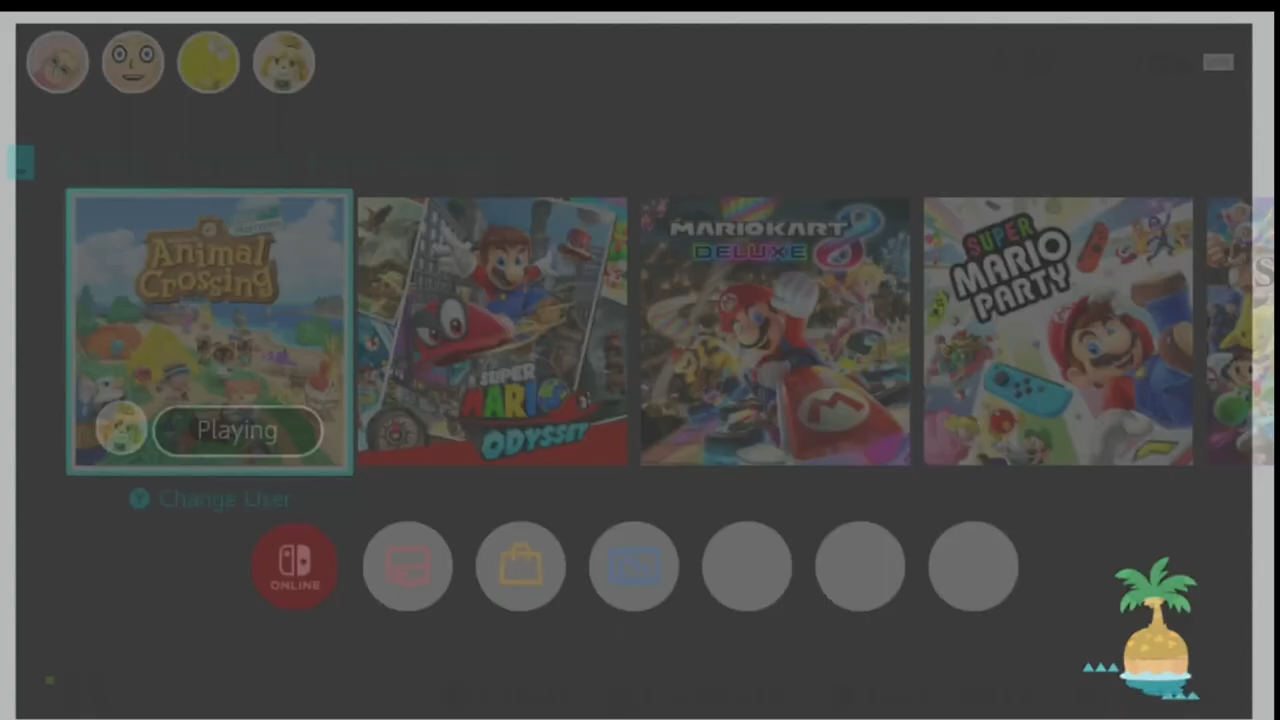 Animal
Crossing
Playing
Change User
SUPER
MARIO
ODYSSEY
MARIOKART 8
DELUXE
SUPER
MARIO
PARTY
S
ONLINE